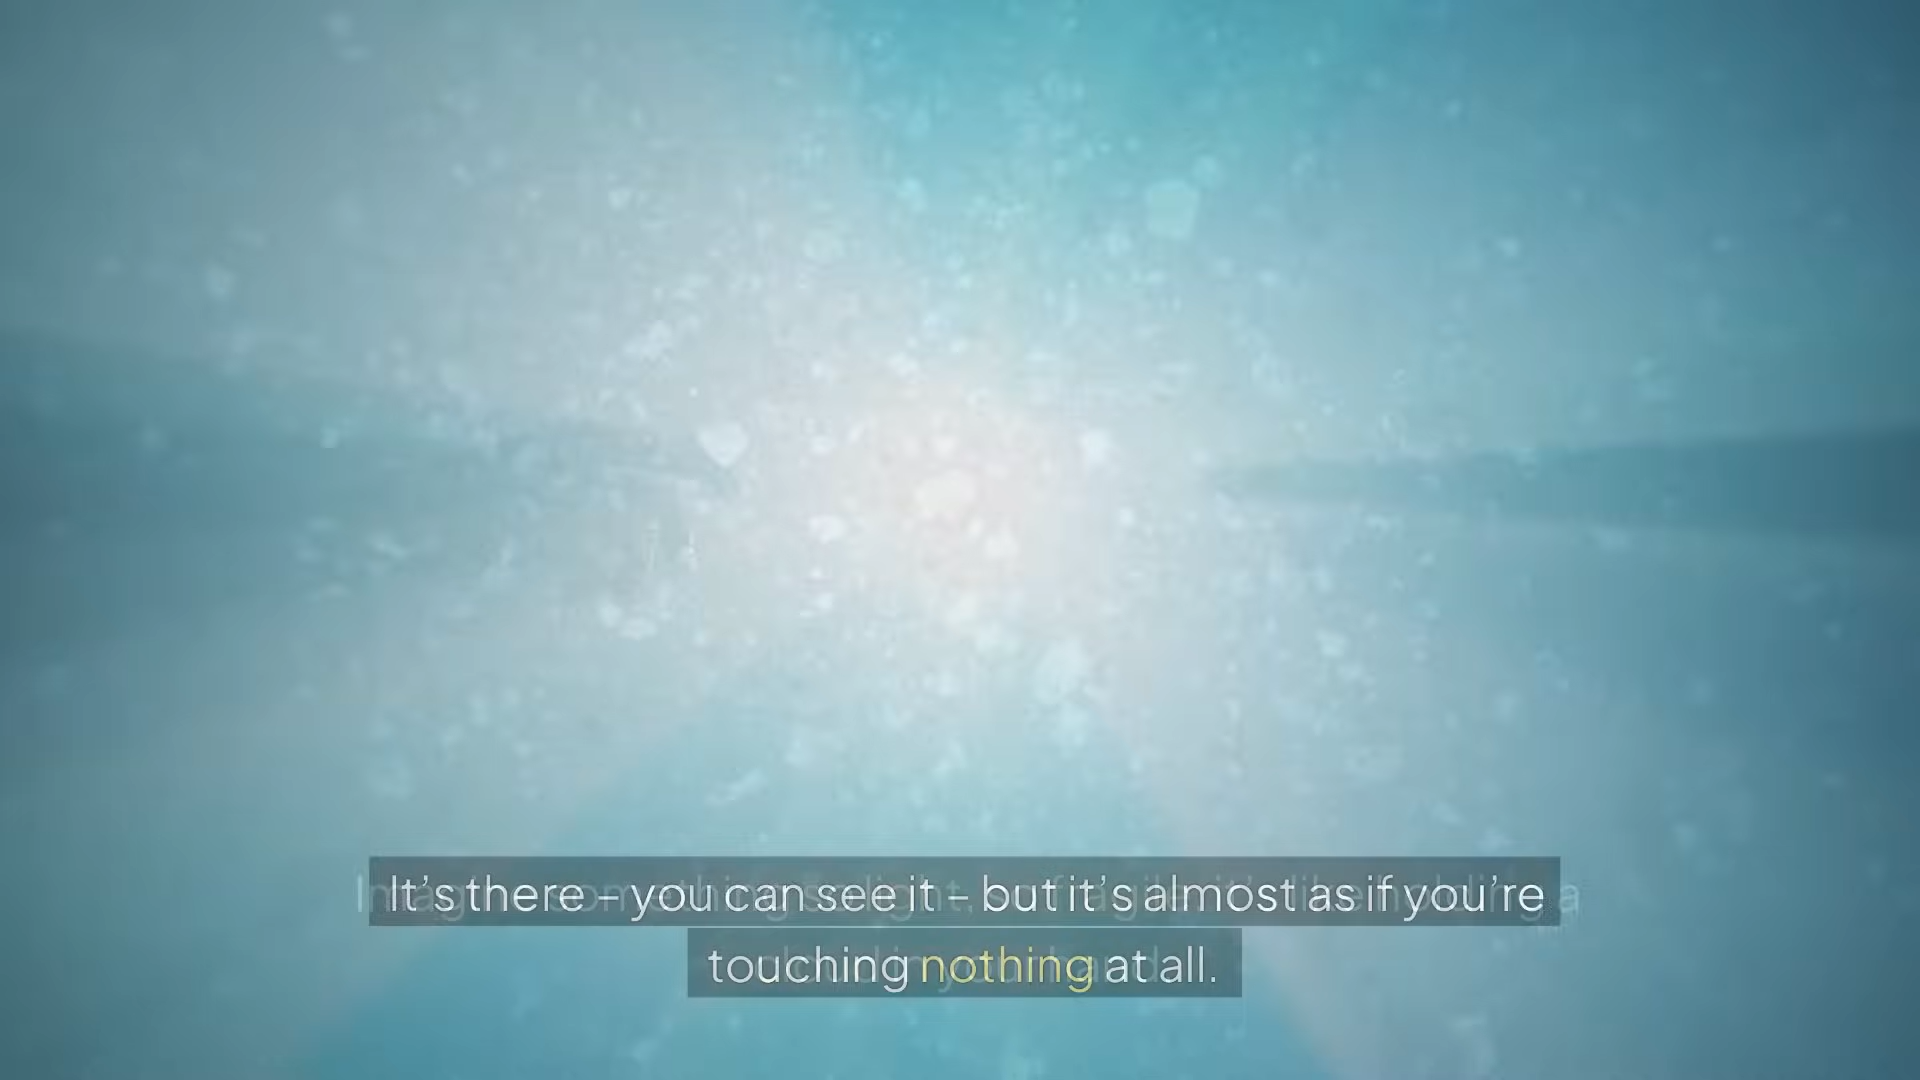 It’s there – you can see it – but it’s almost as if you’re
touching nothing at all.